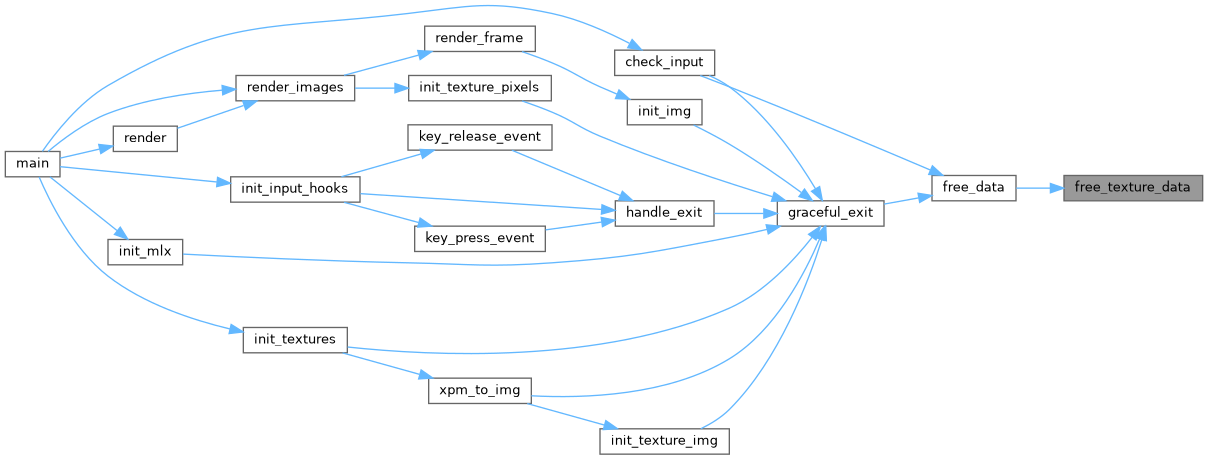 render_frame
check_input
render_images
init_texture_pixels
init_img
render
key_release_event
main
init_input_hooks
free_data
free_texture_data
handle_exit
graceful_exit
key_press_event
init_mlx
init_textures
xpm_to_img
init_texture_img